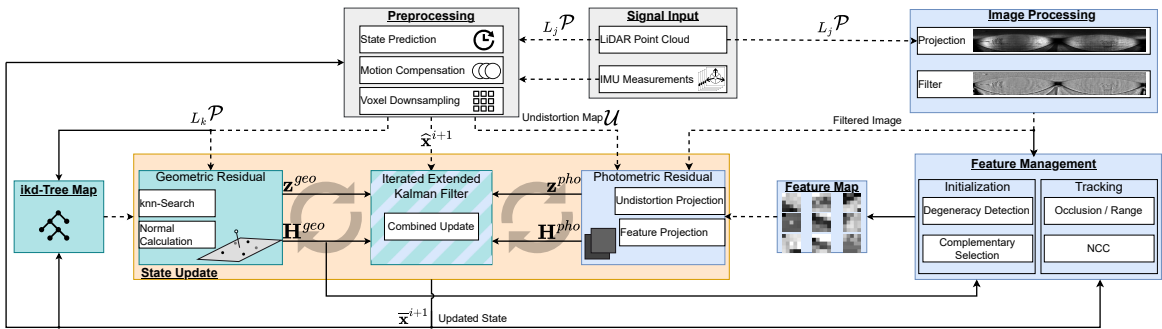 Preprocessing
State Prediction
Motion Compensation
Voxel Downsampling
Signal Input
LiDAR Point Cloud
IMU Measurements
L_j 𝒫
L_j 𝒫
Image Processing
Projection
Filter
L_k 𝒫
x̂^{i+1}
Undistortion Map 𝒰
Filtered Image
ikd-Tree Map
Geometric Residual
knn-Search
Normal
Calculation
State Update
z^{geo}
H^{geo}
Iterated Extended
Kalman Filter
Combined Update
z^{pho}
H^{pho}
Photometric Residual
Undistortion Projection
Feature Projection
Feature Map
Feature Management
Initialization
Degeneracy Detection
Complementary
Selection
Tracking
Occlusion / Range
NCC
x̅^{i+1} Updated State